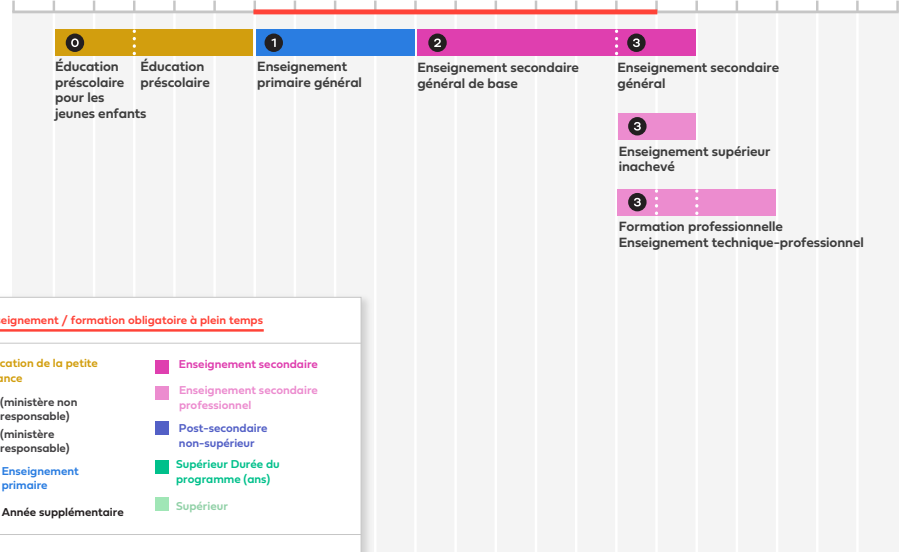 0
1
2
3
Éducation
préscolaire
pour les
jeunes enfants
Éducation
préscolaire
Enseignement
primaire général
Enseignement secondaire
général de base
Enseignement secondaire
général
3
Enseignement supérieur
inachevé
3
Formation professionnelle
Enseignement technique-professionnel
eignement / formation obligatoire à plein temps
cation de la petite
ance
(ministère non
responsable)
(ministère
responsable)
Enseignement
primaire
Année supplémentaire
Enseignement secondaire
Enseignement secondaire
professionnel
Post-secondaire
non-supérieur
Supérieur Durée du
programme (ans)
Supérieur